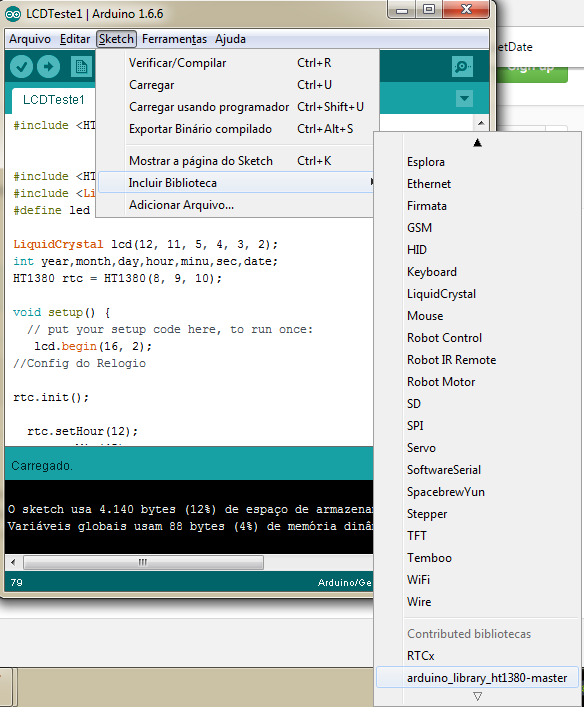 LCDTeste1 | Arduino 1.6.6
Arquivo Editar Sketch Ferramentas Ajuda
etDate
Sign up
LCDTeste1
Verificar/Compilar Ctrl+R
Carregar Ctrl+U
Carregar usando programador Ctrl+Shift+U
Exportar Binário compilado Ctrl+Alt+S
Mostrar a página do Sketch Ctrl+K
Incluir Biblioteca
Adicionar Arquivo...
#include <HT
#include <HT
#include <Li
#define led
LiquidCrystal lcd(12, 11, 5, 4, 3, 2);
int year,month,day,hour,minu,sec,date;
HT1380 rtc = HT1380(8, 9, 10);
void setup() {
// put your setup code here, to run once:
lcd.begin(16, 2);
//Config do Relogio
rtc.init();
rtc.setHour(12);
Carregado.
O sketch usa 4.140 bytes (12%) de espaço de armazena
Variáveis globais usam 88 bytes (4%) de memória dinâ
79
Arduino/Ge
Esplora
Ethernet
Firmata
GSM
HID
Keyboard
LiquidCrystal
Mouse
Robot Control
Robot IR Remote
Robot Motor
SD
SPI
Servo
SoftwareSerial
SpacebrewYun
Stepper
TFT
Temboo
WiFi
Wire
Contributed bibliotecas
RTCx
arduino_library_ht1380-master